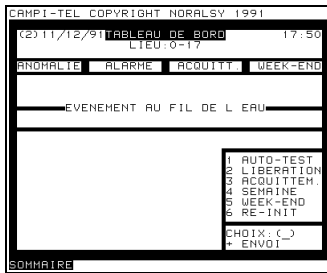 CAMPI-TEL COPYRIGHT NORALSY 1991
(2)11/12/91 TABLEAU DE BORD 17:50
LIEU:0-17
ANOMALIE ALARME ACQUITT. WEEK-END
EVENEMENT AU FIL DE L EAU
1 AUTO-TEST
2 LIBERATION
3 ACQUITTEM.
4 SEMAINE
5 WEEK-END
6 RE-INIT
CHOIX:(_)
+ ENVOI
SOMMAIRE